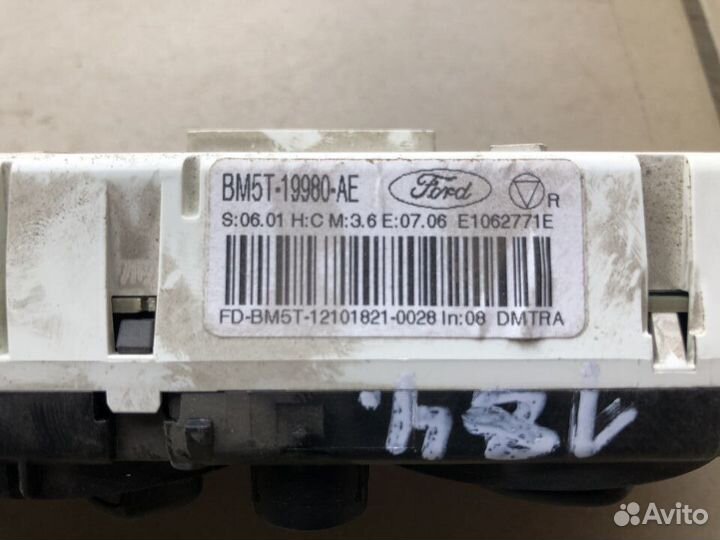 BM5T-19980-AE Ford R
S:06.01 H:C M:3.6 E:07.06 E1062771E
FD-BM5T-12101821-0028 In:08 DMTRA
184
Avito